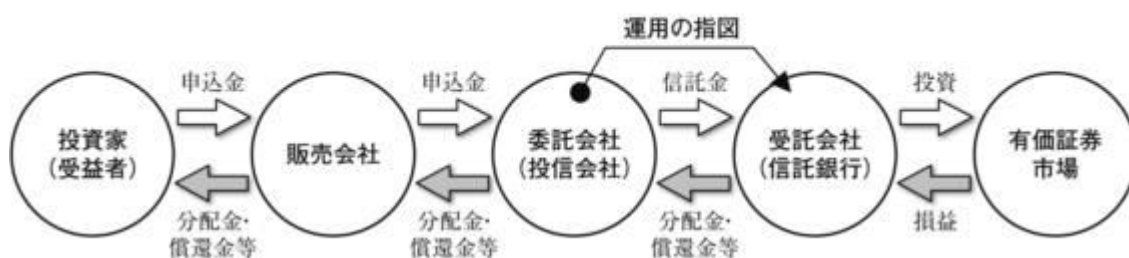 運用の指図
申込金
申込金
信託金
投資
投資家
(受益者)
販売会社
委託会社
(投信会社)
受託会社
(信託銀行)
有価証券
市場
分配金・
償還金等
分配金・
償還金等
分配金・
償還金等
損益